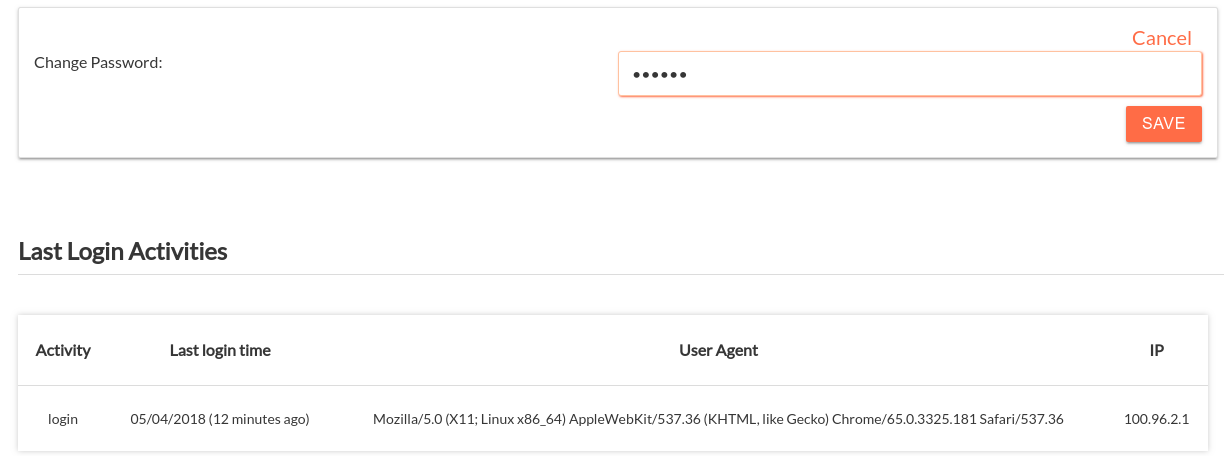 Cancel
Change Password:
••••••
SAVE
Last Login Activities
Activity Last login time User Agent IP
login 05/04/2018 (12 minutes ago) Mozilla/5.0 (X11; Linux x86_64) AppleWebKit/537.36 (KHTML, like Gecko) Chrome/65.0.3325.181 Safari/537.36 100.96.2.1